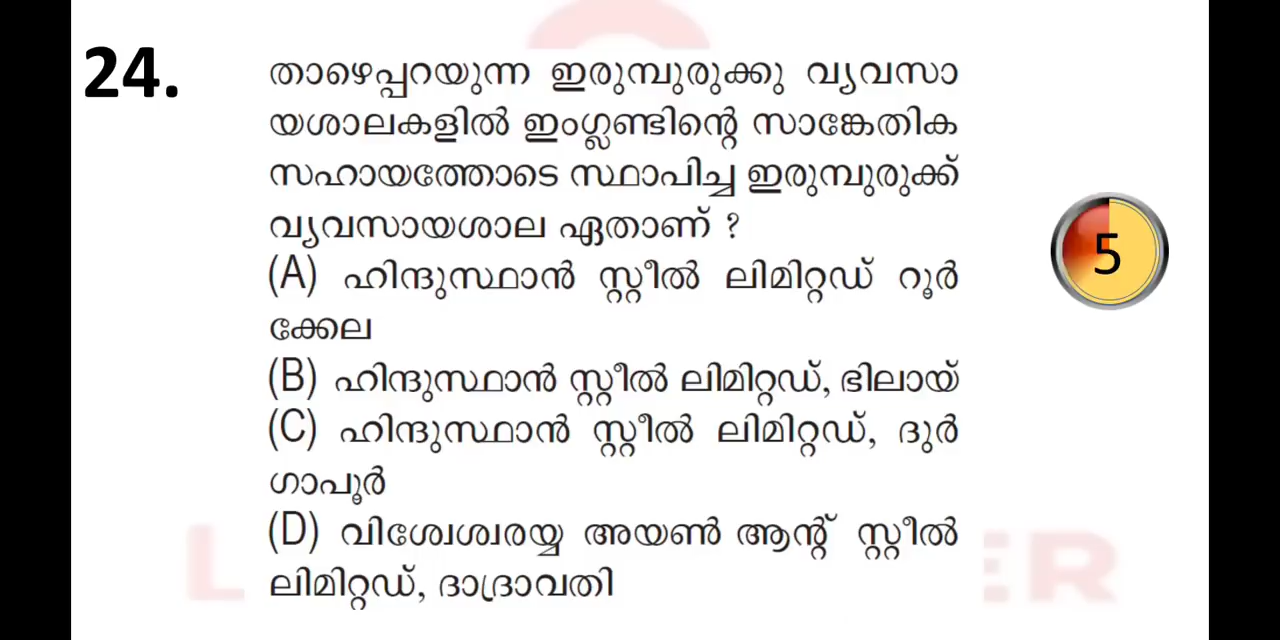 24.
താഴെപ്പറയുന്ന ഇരുമ്പുരുക്കു വ്യവസാ
യശാലകളിൽ ഇംഗ്ലണ്ടിന്റെ സാങ്കേതിക
സഹായത്തോടെ സ്ഥാപിച്ച ഇരുമ്പുരുക്ക്
വ്യവസായശാല ഏതാണ് ?
(A) ഹിന്ദുസ്ഥാൻ സ്റ്റീൽ ലിമിറ്റഡ് റൂർ
ക്കേല
(B) ഹിന്ദുസ്ഥാൻ സ്റ്റീൽ ലിമിറ്റഡ്, ഭിലായ്
(C) ഹിന്ദുസ്ഥാൻ സ്റ്റീൽ ലിമിറ്റഡ്, ദുർ
ഗാപൂർ
(D) വിശ്വേശ്വരയ്യ അയൺ ആന്റ് സ്റ്റീൽ
ലിമിറ്റഡ്, ദാദ്രാവതി
5